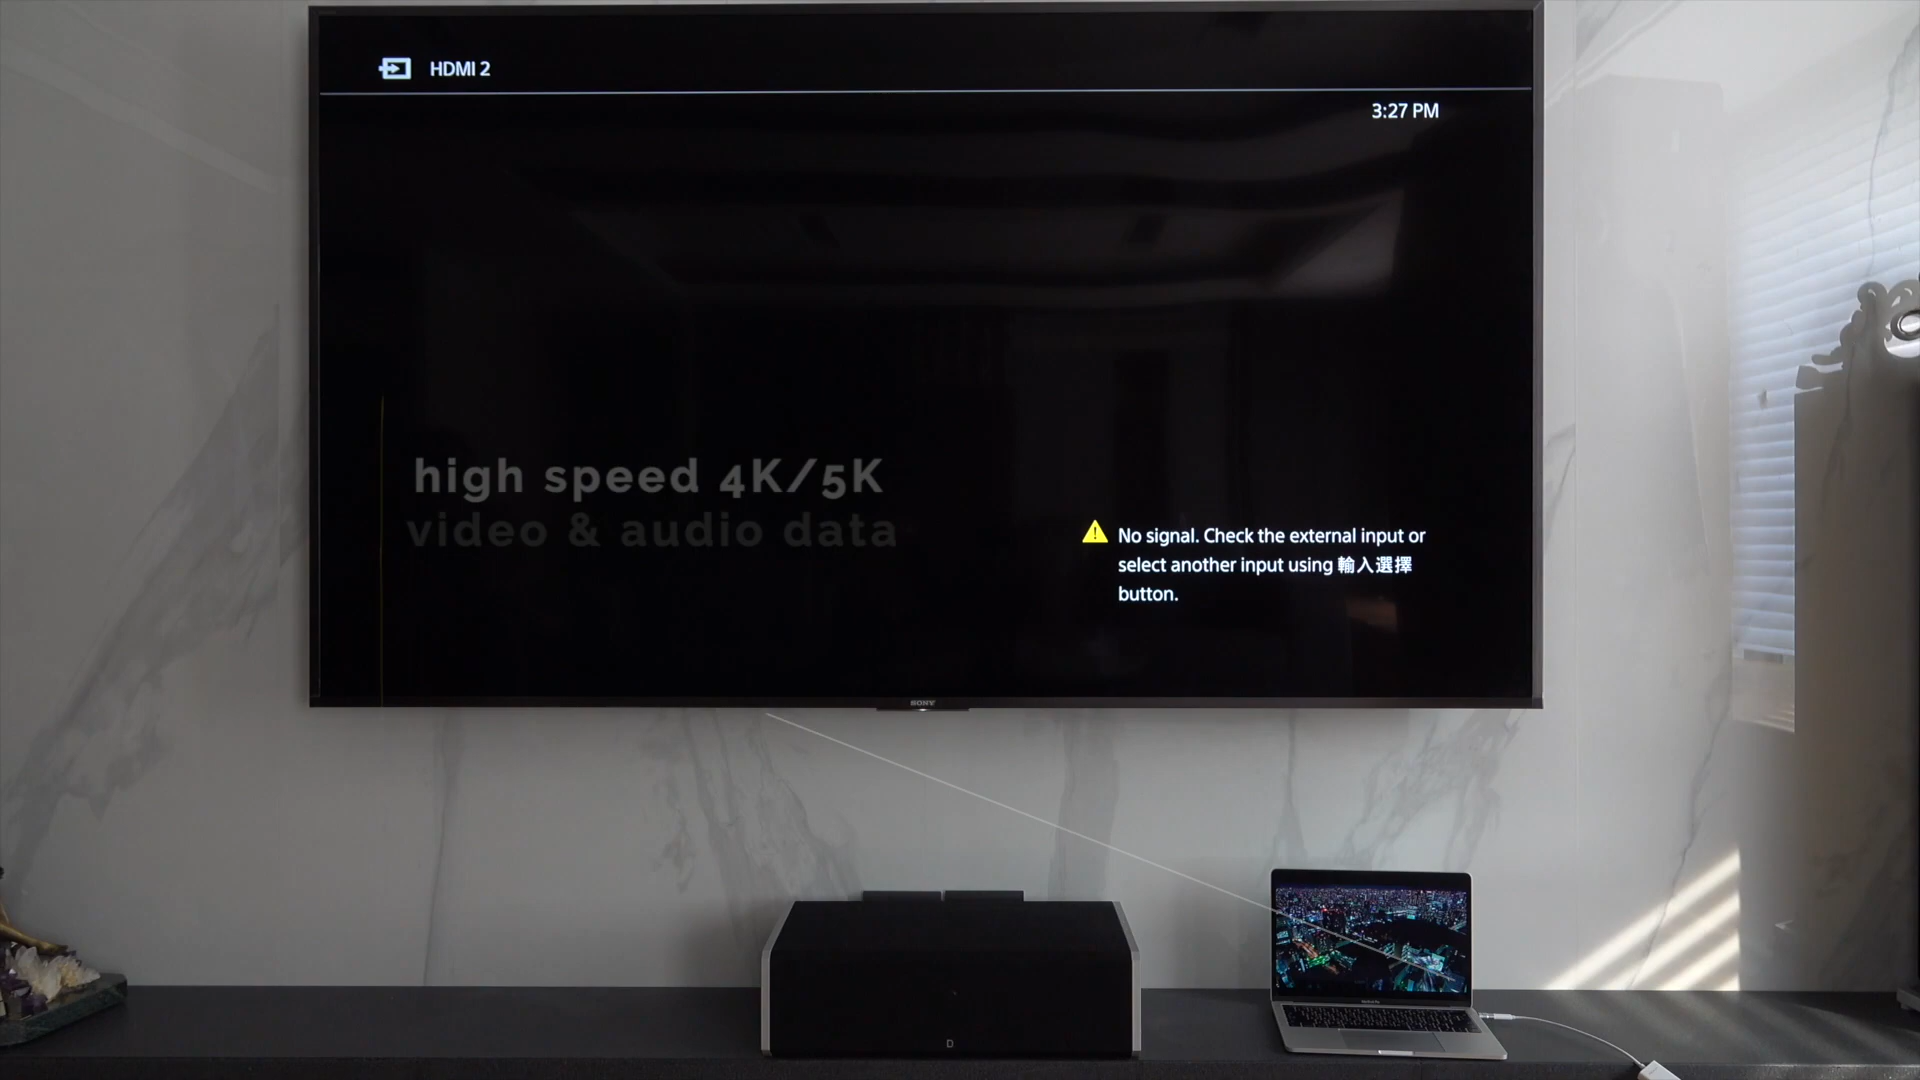 HDMI 2
3:27 PM
high speed 4K/5K
video & audio data
No signal. Check the external input or
select another input using 輸入選擇
button.
SONY
D